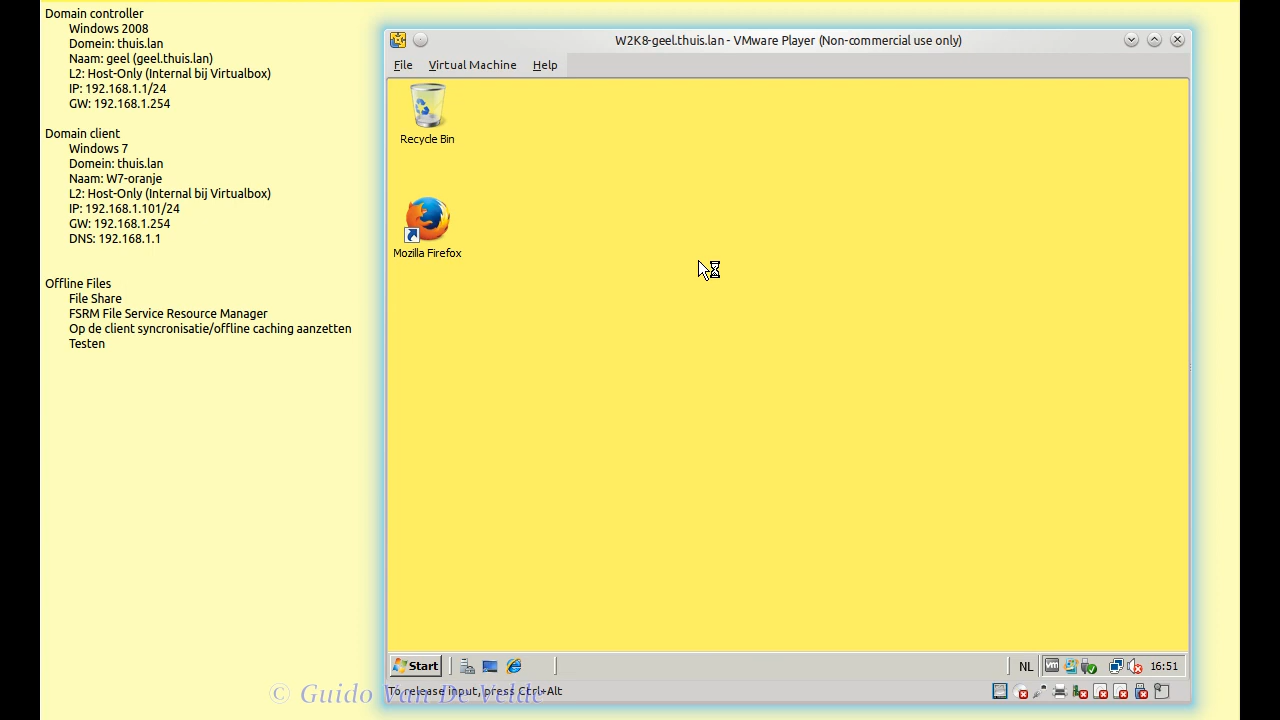 Domain controller
Windows 2008
Domein: thuis.lan
Naam: geel (geel.thuis.lan)
L2: Host-Only (Internal bij Virtualbox)
IP: 192.168.1.1/24
GW: 192.168.1.254
Domain client
Windows 7
Domein: thuis.lan
Naam: W7-oranje
L2: Host-Only (Internal bij Virtualbox)
IP: 192.168.1.101/24
GW: 192.168.1.254
DNS: 192.168.1.1
Offline Files
File Share
FSRM File Service Resource Manager
Op de client syncronisatie/offline caching aanzetten
Testen
W2K8-geel.thuis.lan - VMware Player (Non-commercial use only)
File Virtual Machine Help
Recycle Bin
Mozilla Firefox
Start NL vm 16:51
To release input, press Ctrl+Alt
© Guido Van De Velde